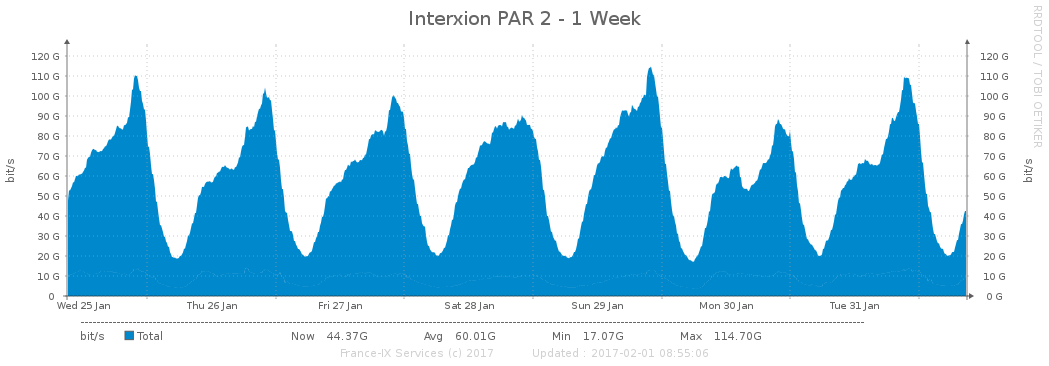 Interxion PAR 2 - 1 Week
RRDTOOL / TOBI OETIKER
bit/s
120 G 120 G
110 G 110 G
100 G 100 G
90 G 90 G
80 G 80 G
70 G 70 G
60 G 60 G
50 G 50 G
40 G 40 G
30 G 30 G
20 G 20 G
10 G 10 G
0 0 G
bit/s
Wed 25 Jan Thu 26 Jan Fri 27 Jan Sat 28 Jan Sun 29 Jan Mon 30 Jan Tue 31 Jan
bit/s Total Now 44.37G Avg 60.01G Min 17.07G Max 114.70G
France-IX Services (c) 2017 Updated : 2017-02-01 08:55:06